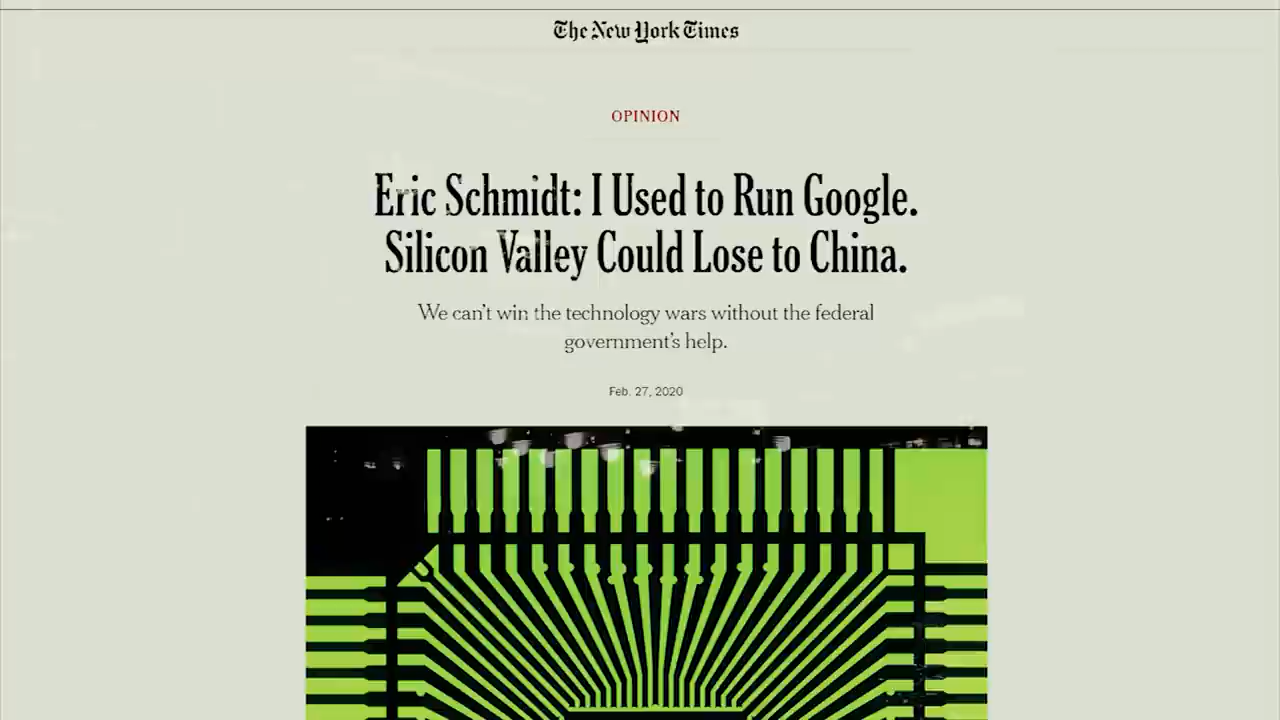 The New York Times
OPINION
Eric Schmidt: I Used to Run Google.
Silicon Valley Could Lose to China.
We can't win the technology wars without the federal
government's help.
Feb. 27, 2020